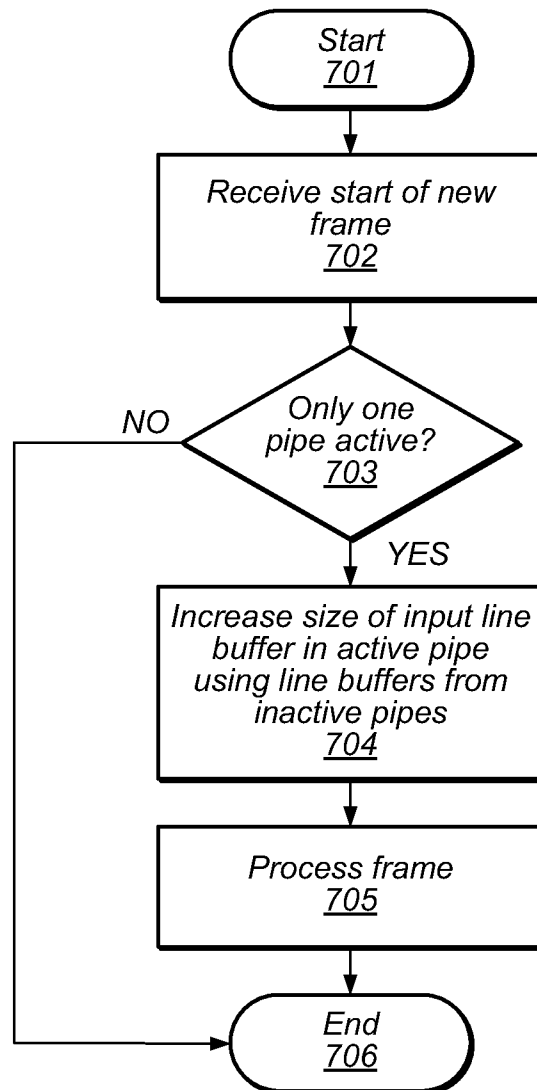 Start
701
Receive start of new
frame
702
Only one
pipe active?
703
NO
YES
Increase size of input line
buffer in active pipe
using line buffers from
inactive pipes
704
Process frame
705
End
706